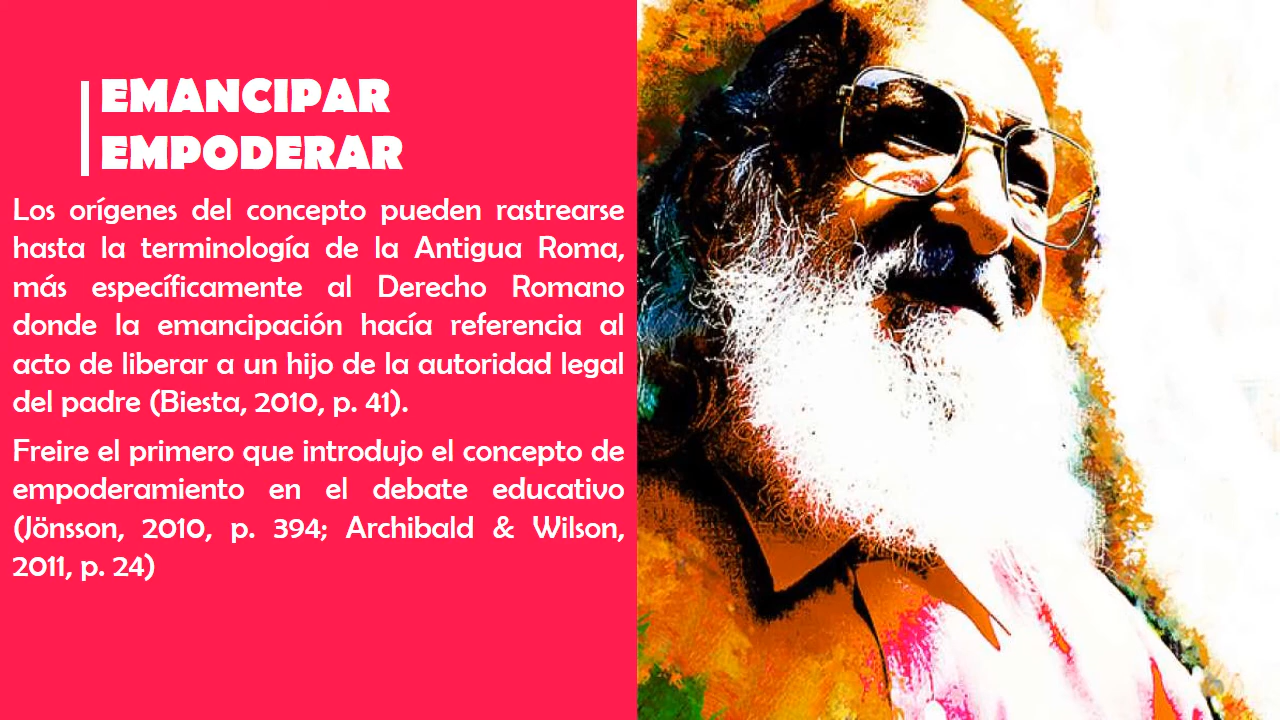 EMANCIPAR
EMPODERAR
Los orígenes del concepto pueden rastrearse
hasta la terminología de la Antigua Roma,
más específicamente al Derecho Romano
donde la emancipación hacía referencia al
acto de liberar a un hijo de la autoridad legal
del padre (Biesta, 2010, p. 41).
Freire el primero que introdujo el concepto de
empoderamiento en el debate educativo
(Jönsson, 2010, p. 394; Archibald & Wilson,
2011, p. 24)